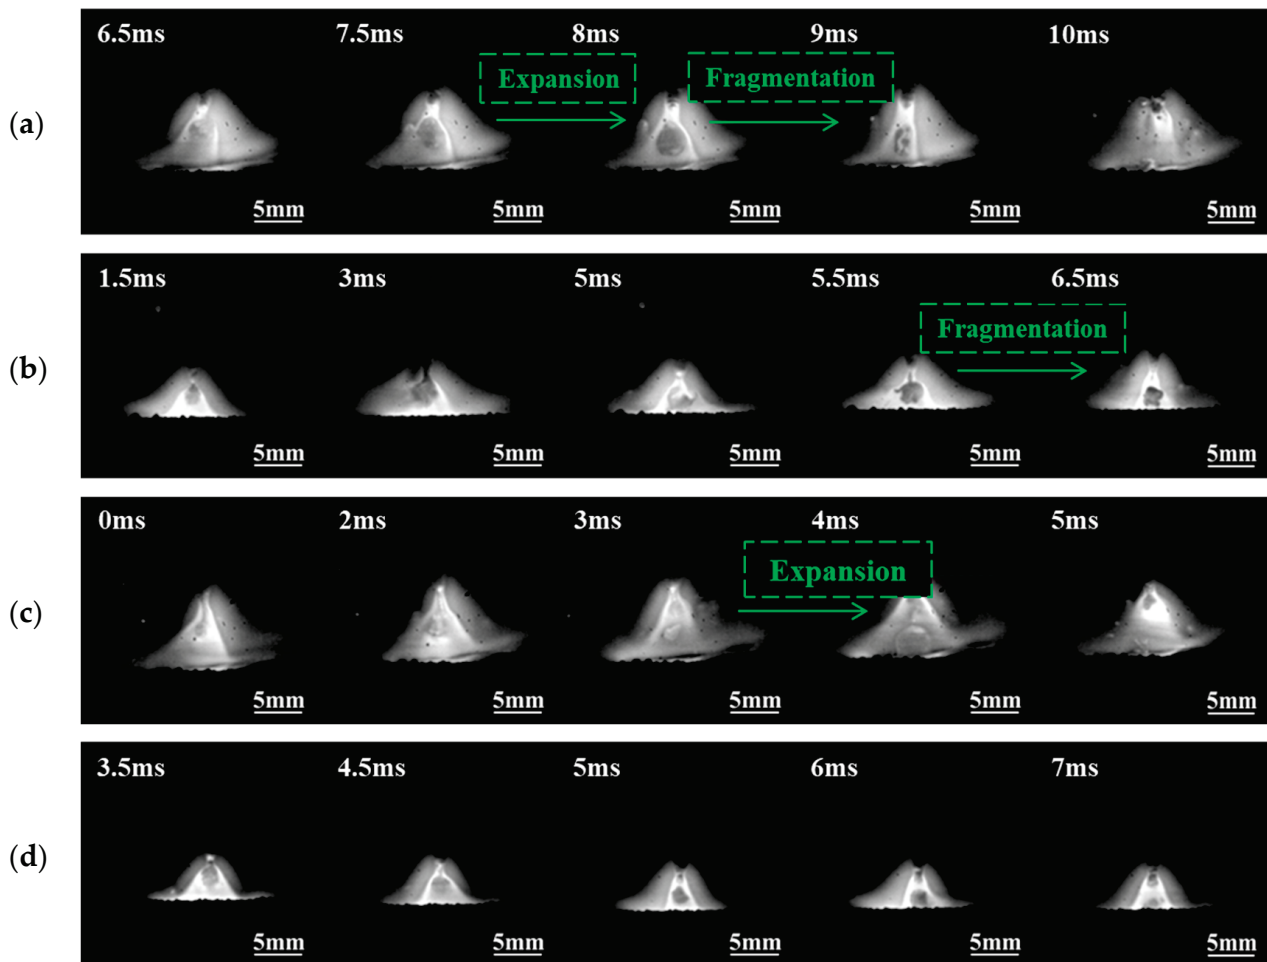 (a)
6.5ms 7.5ms 8ms 9ms 10ms
Expansion Fragmentation
5mm 5mm 5mm 5mm 5mm
(b)
1.5ms 3ms 5ms 5.5ms 6.5ms
Fragmentation
5mm 5mm 5mm 5mm 5mm
(c)
0ms 2ms 3ms 4ms 5ms
Expansion
5mm 5mm 5mm 5mm 5mm
(d)
3.5ms 4.5ms 5ms 6ms 7ms
5mm 5mm 5mm 5mm 5mm